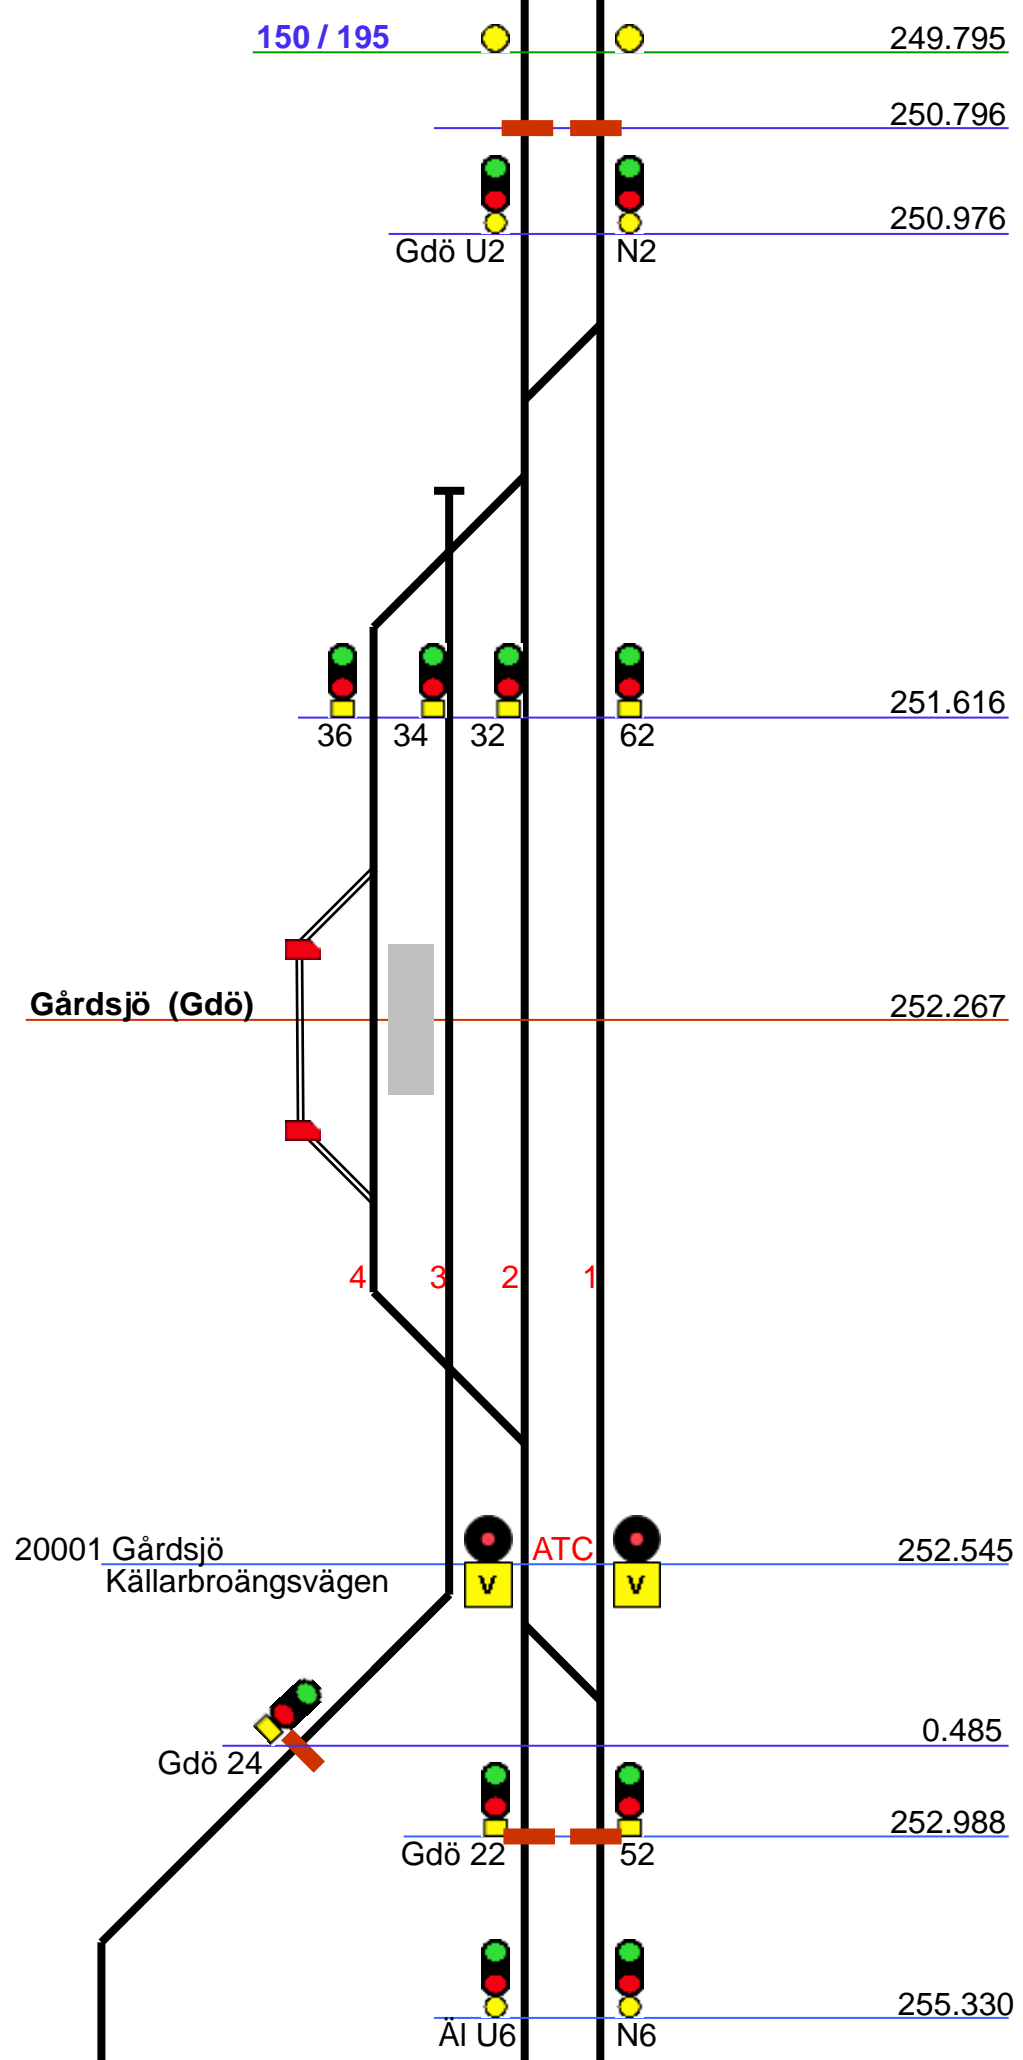 150 / 195 249.795
250.796
250.976
Gdö U2 N2
251.616
36 34 32 62
Gårdsjö (Gdö) 252.267
4 3 2 1
20001 Gårdsjö ATC 252.545
Källarbroängsvägen V V
0.485
Gdö 24
252.988
Gdö 22 52
255.330
Äl U6 N6